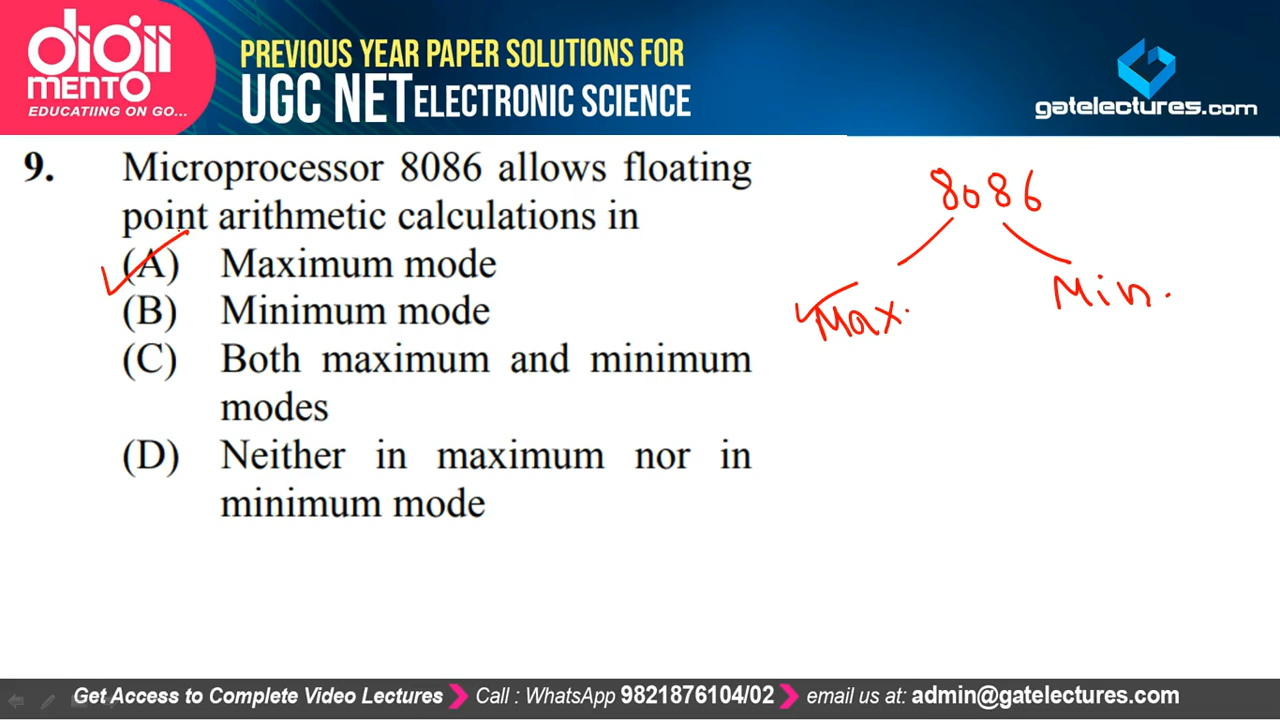 diGii
MENTO
EDUCATIING ON GO...
PREVIOUS YEAR PAPER SOLUTIONS FOR
UGC NET ELECTRONIC SCIENCE
gatelectures.com
9. Microprocessor 8086 allows floating
point arithmetic calculations in
(A) Maximum mode
(B) Minimum mode
(C) Both maximum and minimum
modes
(D) Neither in maximum nor in
minimum mode
8086
Max.
Min.
Get Access to Complete Video Lectures Call : WhatsApp 9821876104/02 email us at: admin@gatelectures.com